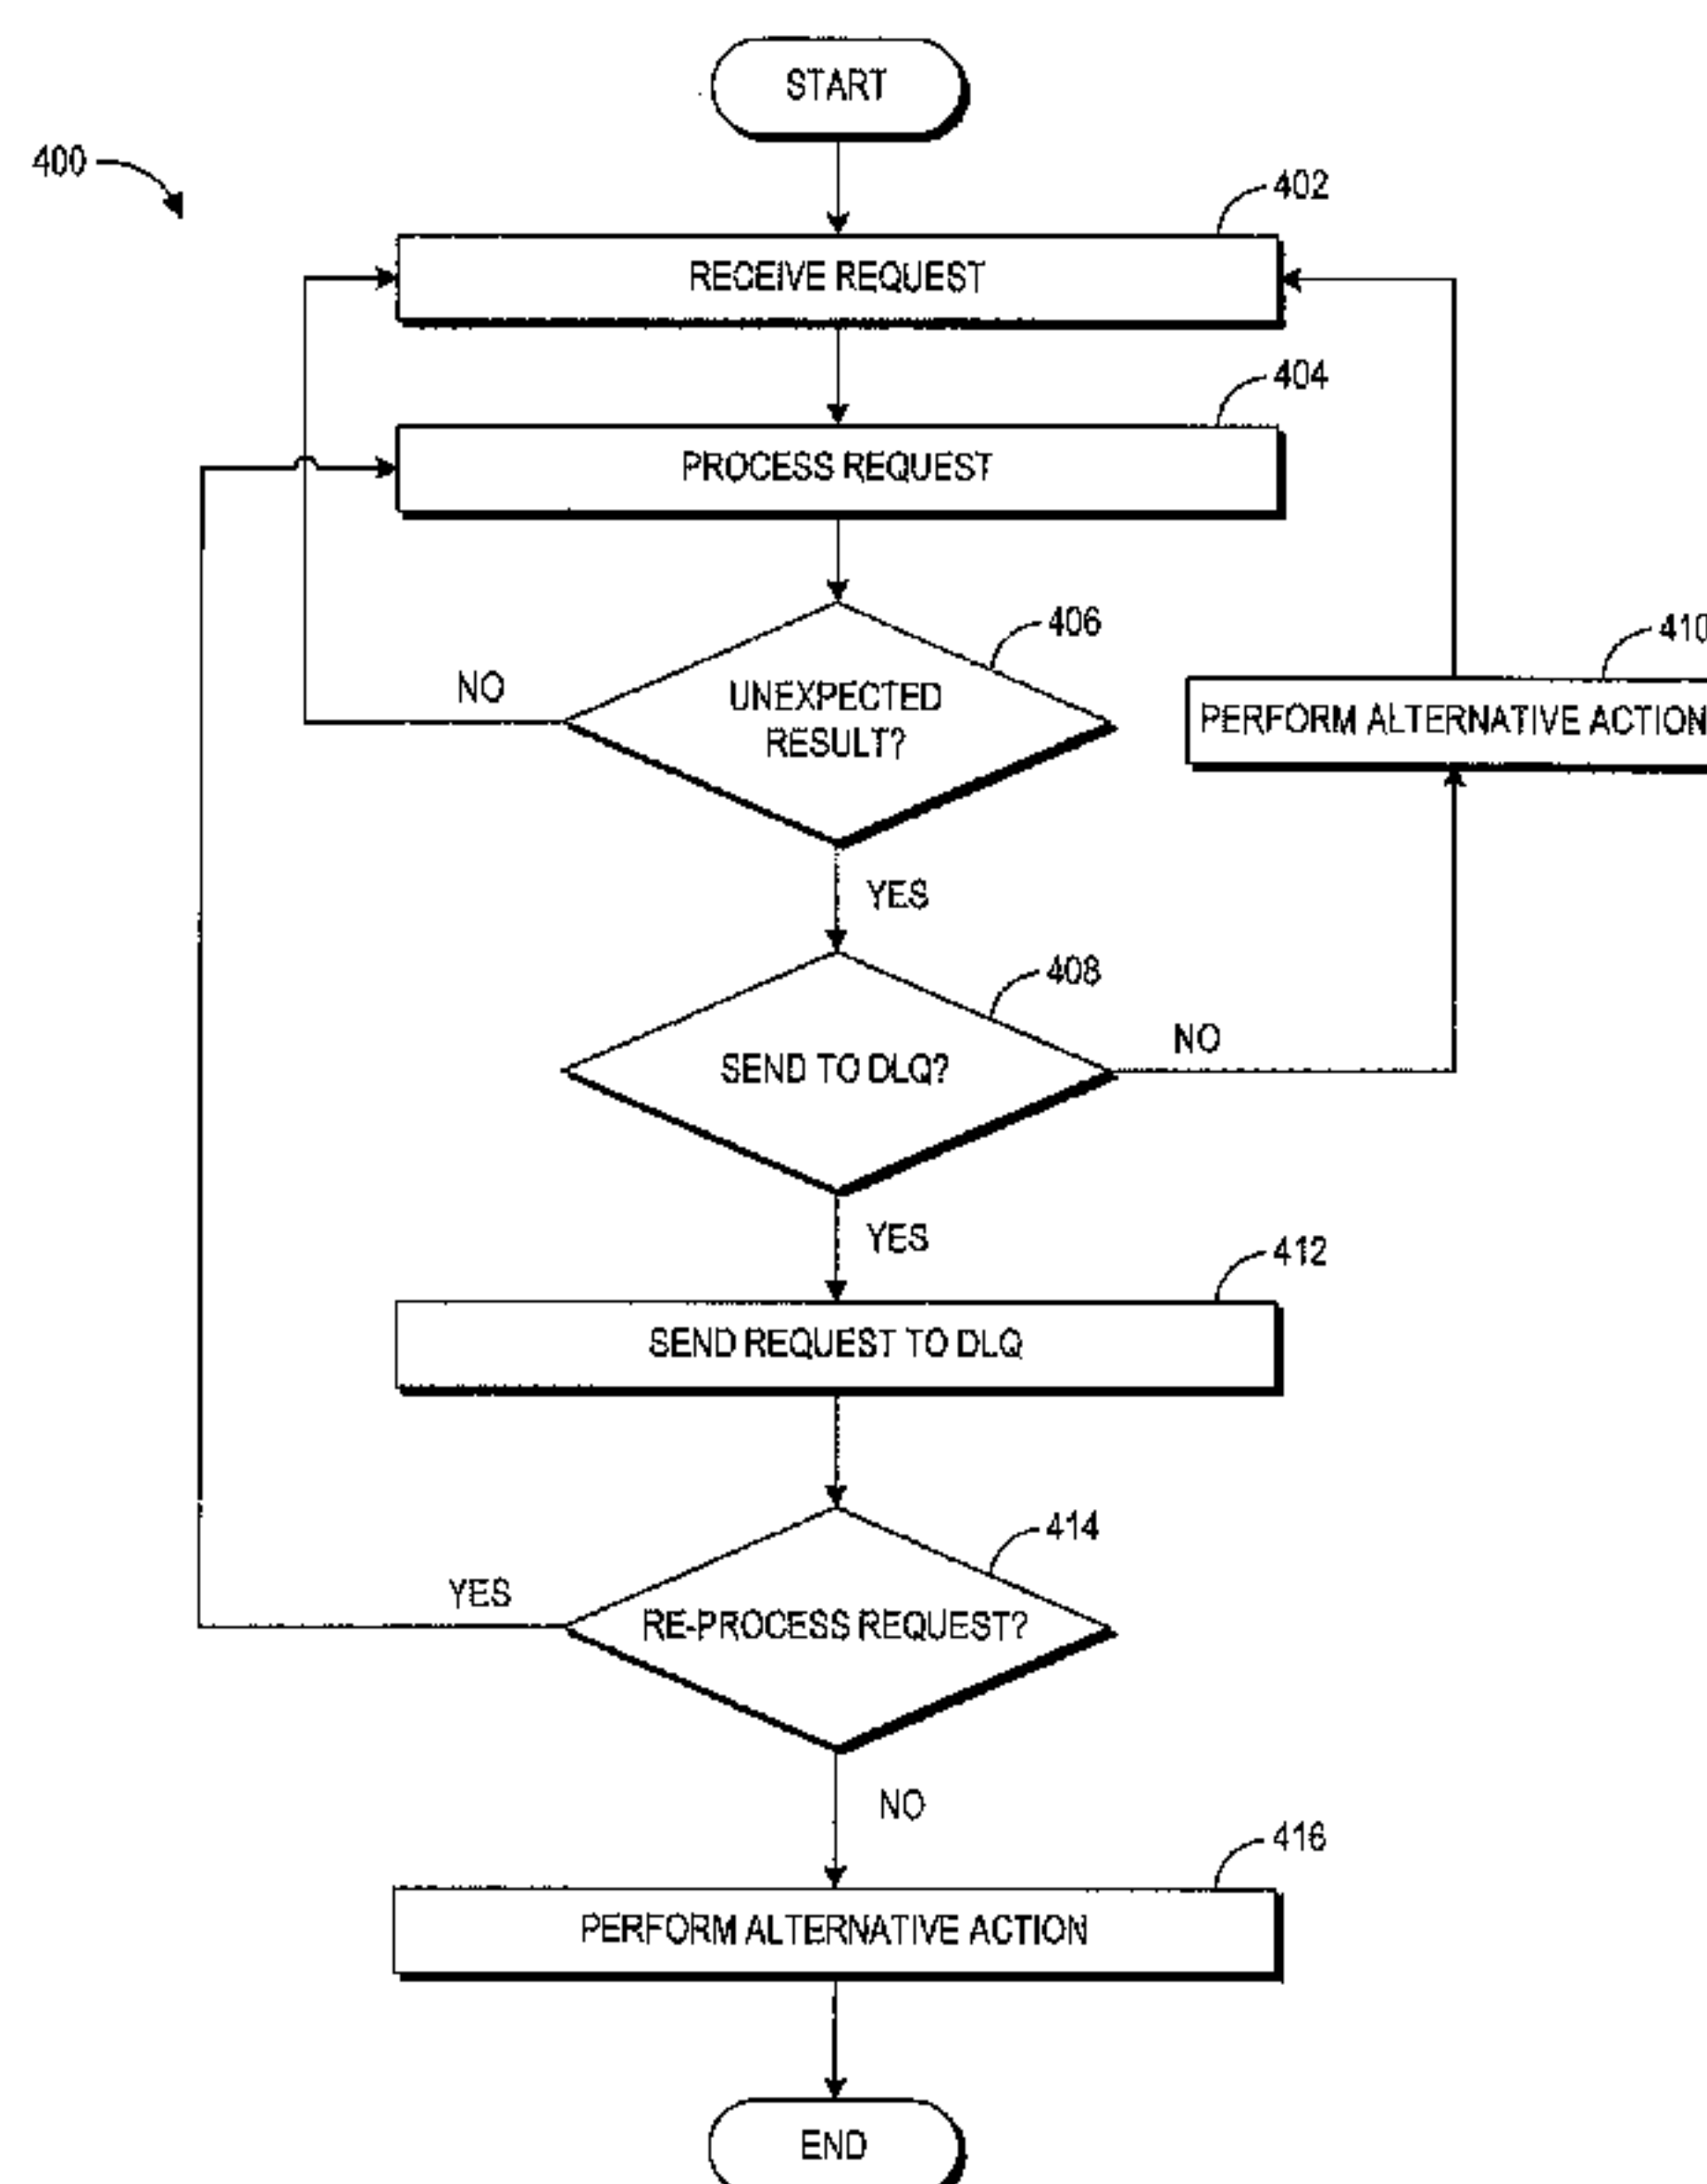 START
400
402
RECEIVE REQUEST
404
PROCESS REQUEST
406
410
NO
UNEXPECTED
RESULT?
PERFORM ALTERNATIVE ACTION
YES
408
SEND TO DLQ?
NO
YES
412
SEND REQUEST TO DLQ
414
YES
RE-PROCESS REQUEST?
NO
416
PERFORM ALTERNATIVE ACTION
END